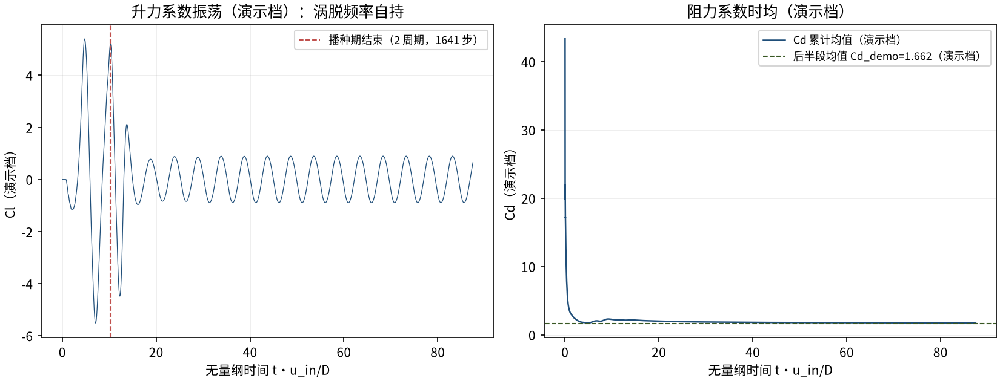 升力系数振荡（演示档）：涡脱频率自持
播种期结束（2 周期，1641 步）
4
2
0
-2
-4
-6
Cl（演示档）
0
20
40
60
80
无量纲时间 t·u_in/D
阻力系数时均（演示档）
Cd 累计均值（演示档）
后半段均值 Cd_demo=1.662（演示档）
40
30
20
10
0
Cd（演示档）
0
20
40
60
80
无量纲时间 t·u_in/D